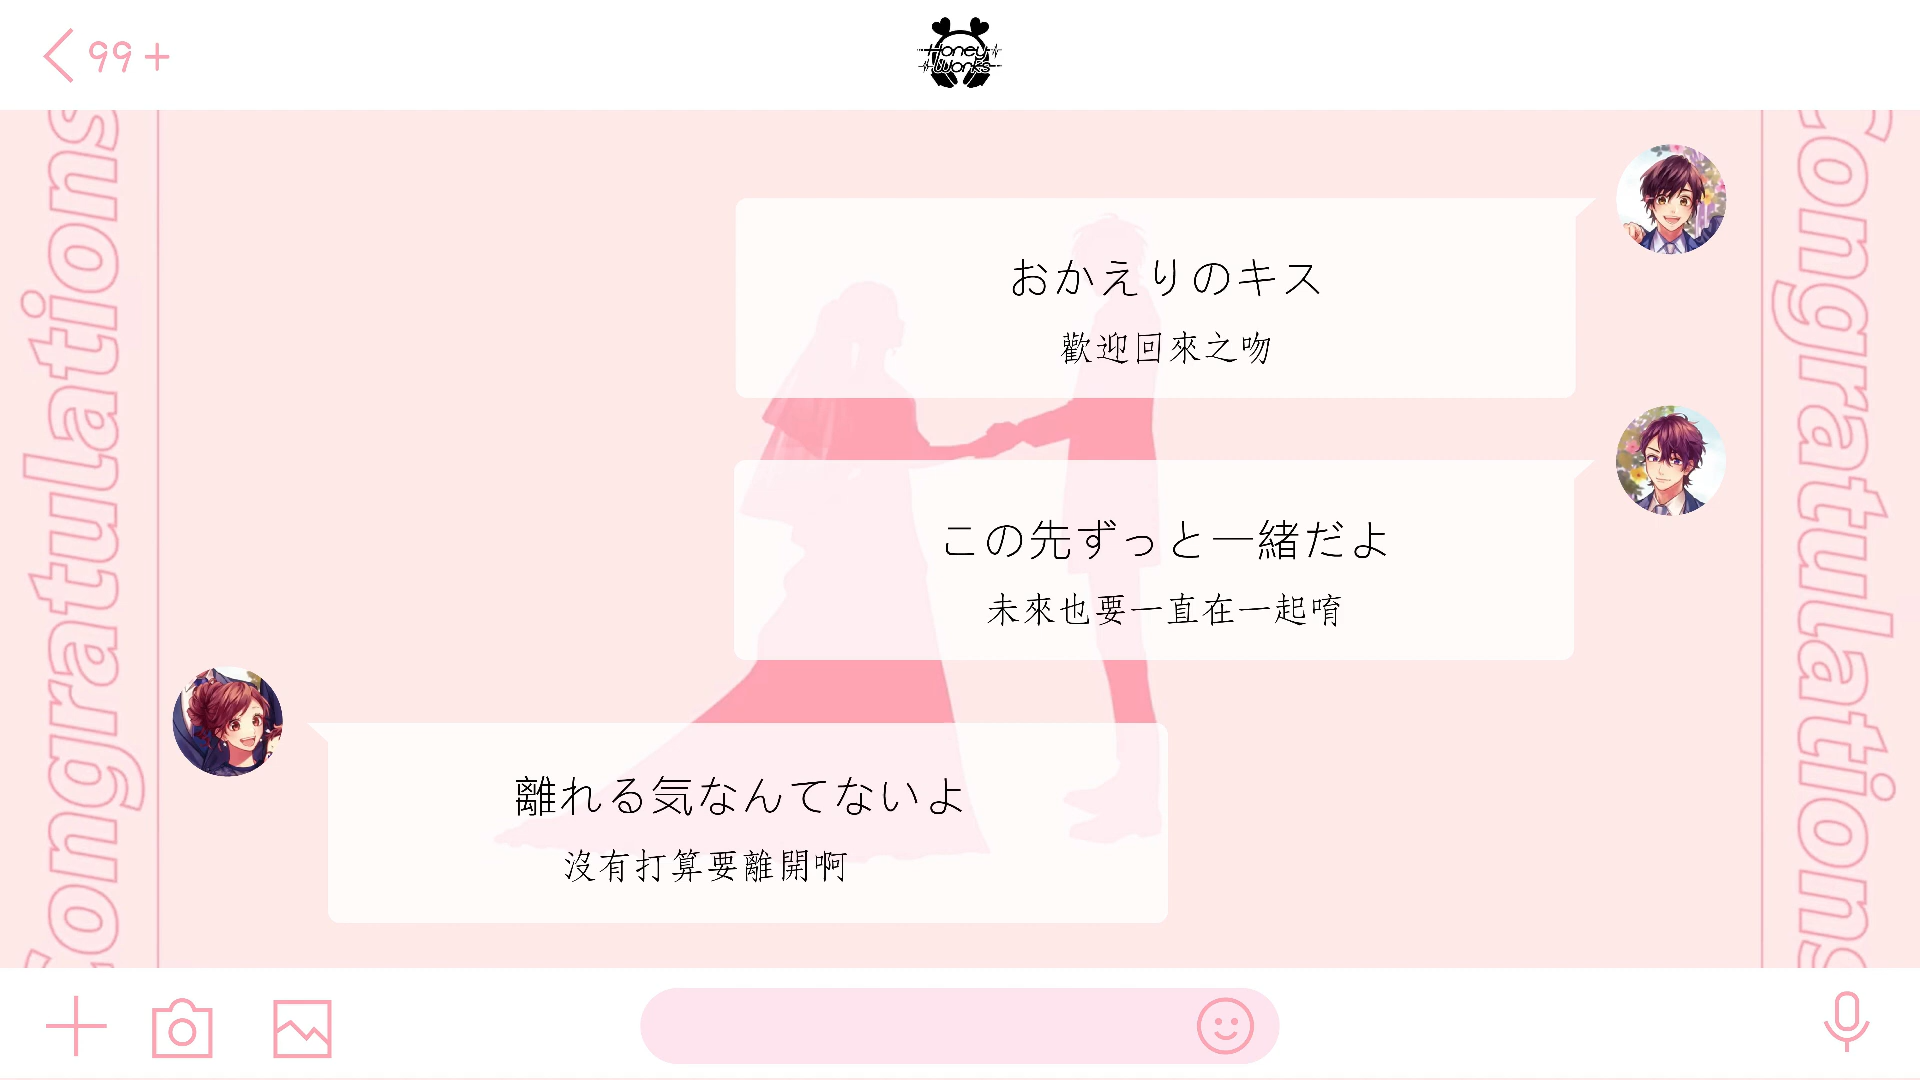 99+
Honey
Works
おかえりのキス
歡迎回來之吻
この先ずっと一緒だよ
未來也要一直在一起唷
離れる気なんてないよ
沒有打算要離開啊
Congratulations
Congratulations